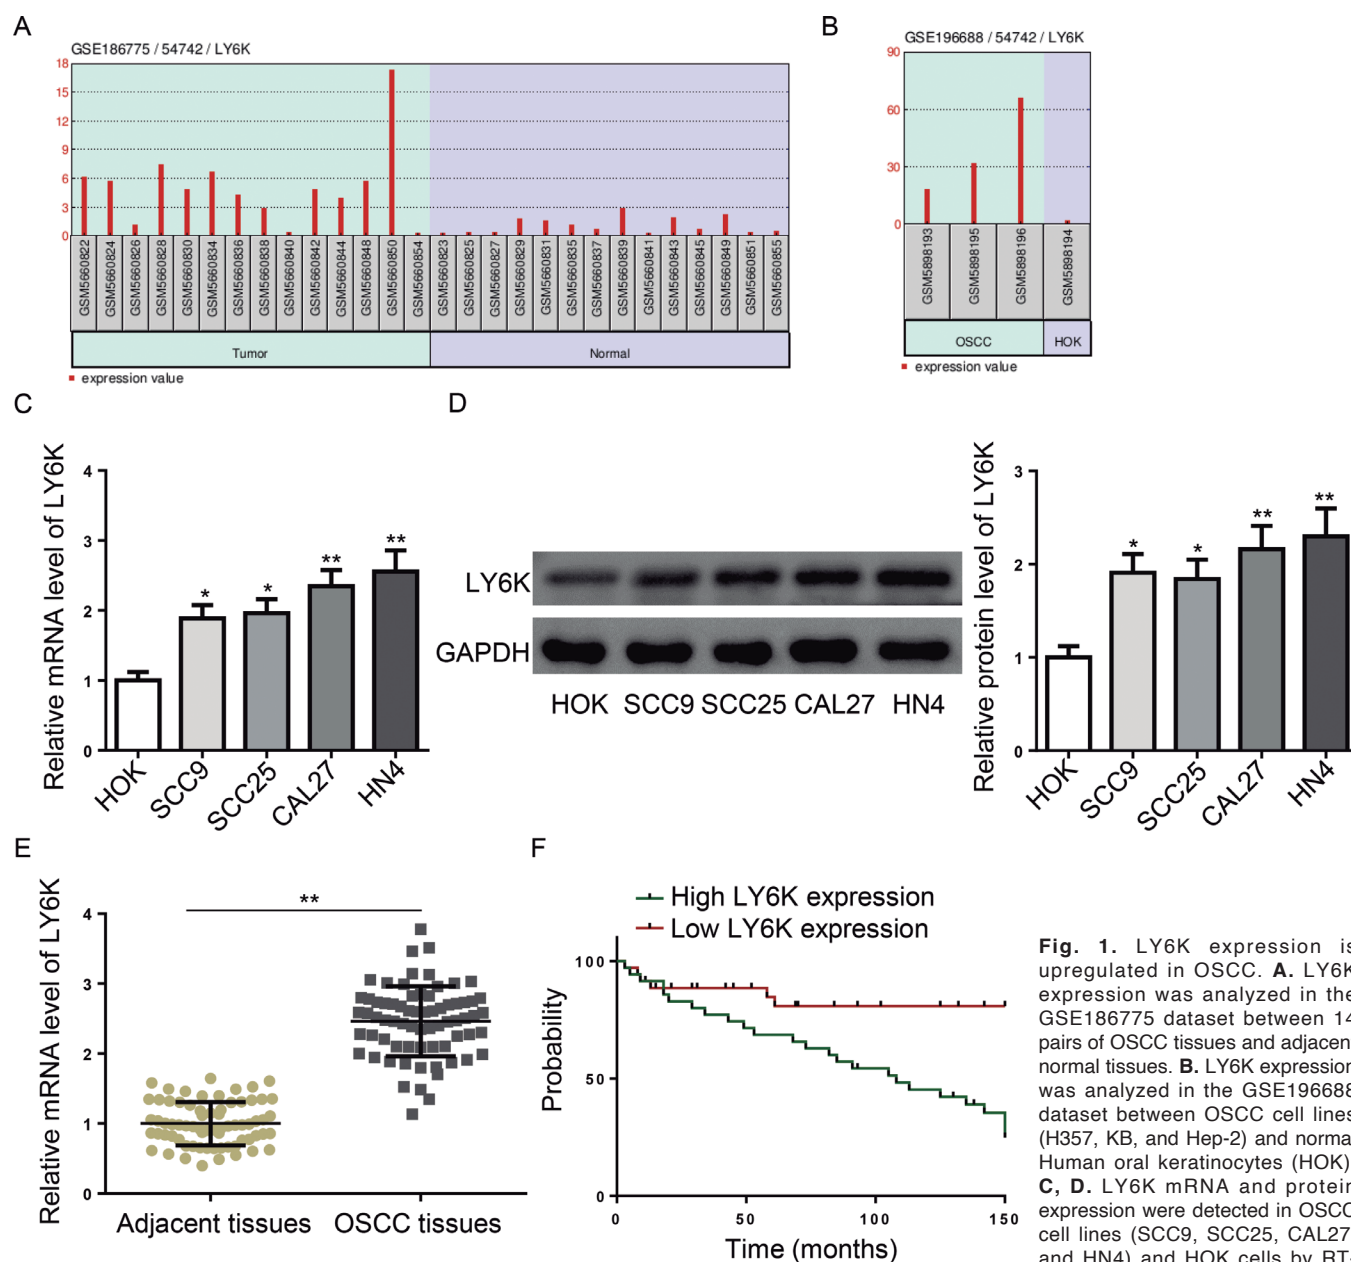 A
GSE186775 / 54742 / LY6K
18
15
12
9
6
3
0
GSM5660822
GSM5660824
GSM5660826
GSM5660828
GSM5660830
GSM5660834
GSM5660836
GSM5660838
GSM5660840
GSM5660842
GSM5660844
GSM5660848
GSM5660850
GSM5660854
GSM5660823
GSM5660825
GSM5660827
GSM5660829
GSM5660831
GSM5660835
GSM5660837
GSM5660839
GSM5660841
GSM5660843
GSM5660845
GSM5660849
GSM5660851
GSM5660855
Tumor
Normal
expression value
B
GSE196688 / 54742 / LY6K
90
60
30
0
GSM5898193
GSM5898195
GSM5898196
GSM5898194
OSCC
HOK
expression value
C
Relative mRNA level of LY6K
4
3
2
1
0
*
*
**
**
HOK
SCC9
SCC25
CAL27
HN4
D
LY6K
GAPDH
HOK SCC9 SCC25 CAL27 HN4
Relative protein level of LY6K
3
2
1
0
*
*
**
**
HOK
SCC9
SCC25
CAL27
HN4
E
Relative mRNA level of LY6K
4
3
2
1
0
**
Adjacent tissues
OSCC tissues
F
High LY6K expression
Low LY6K expression
Probability
100
50
0
0
50
100
150
Time (months)
Fig. 1. LY6K expression is
upregulated in OSCC. A. LY6K
expression was analyzed in the
GSE186775 dataset between 14
pairs of OSCC tissues and adjacen
normal tissues. B. LY6K expression
was analyzed in the GSE196688
dataset between OSCC cell lines
(H357, KB, and Hep-2) and norma
Human oral keratinocytes (HOK)
C, D. LY6K mRNA and protein
expression were detected in OSCC
cell lines (SCC9, SCC25, CAL27
and HN4) and HOK cells by RT-